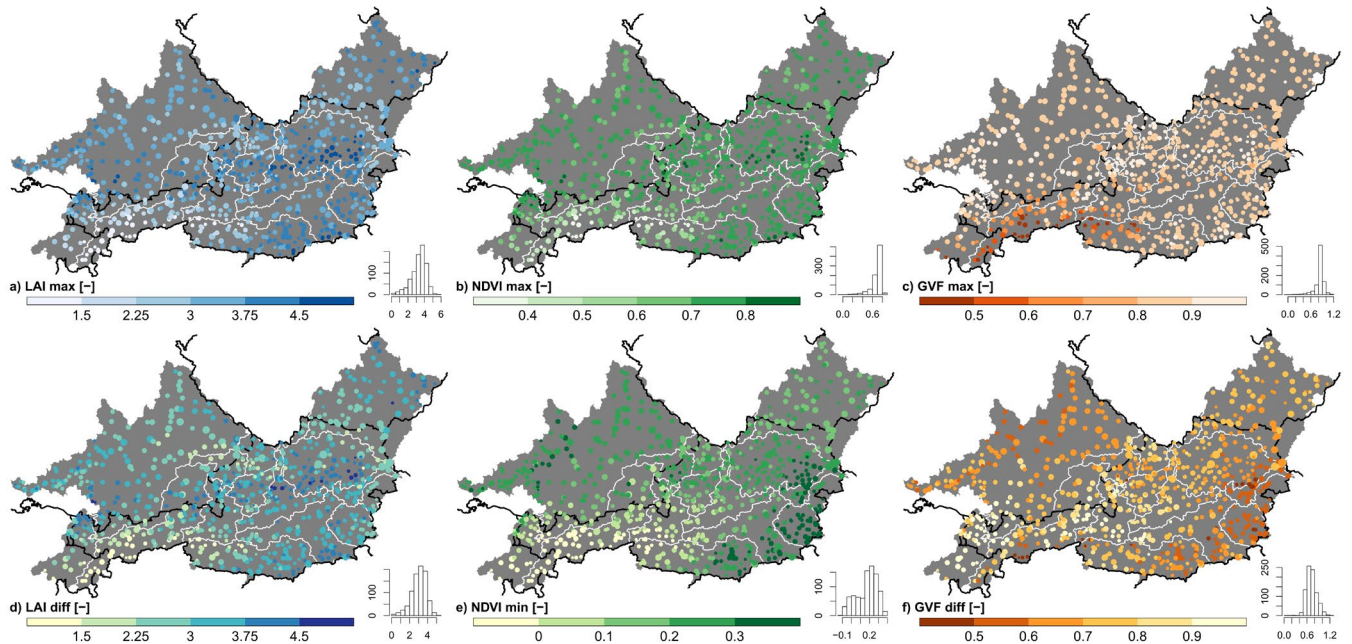 a) LAI max [−]
1.5 2.25 3 3.75 4.5
0 100
0 2 4 6
b) NDVI max [−]
0.4 0.5 0.6 0.7 0.8
0 300
0.0 0.6
c) GVF max [−]
0.5 0.6 0.7 0.8 0.9
0 250 500
0.0 0.6 1.2
d) LAI diff [−]
1.5 2.25 3 3.75 4.5
0 100
0 2 4
e) NDVI min [−]
0 0.1 0.2 0.3
0 100
−0.1 0.2
f) GVF diff [−]
0.5 0.6 0.7 0.8 0.9
0 100 250
0.0 0.6 1.2